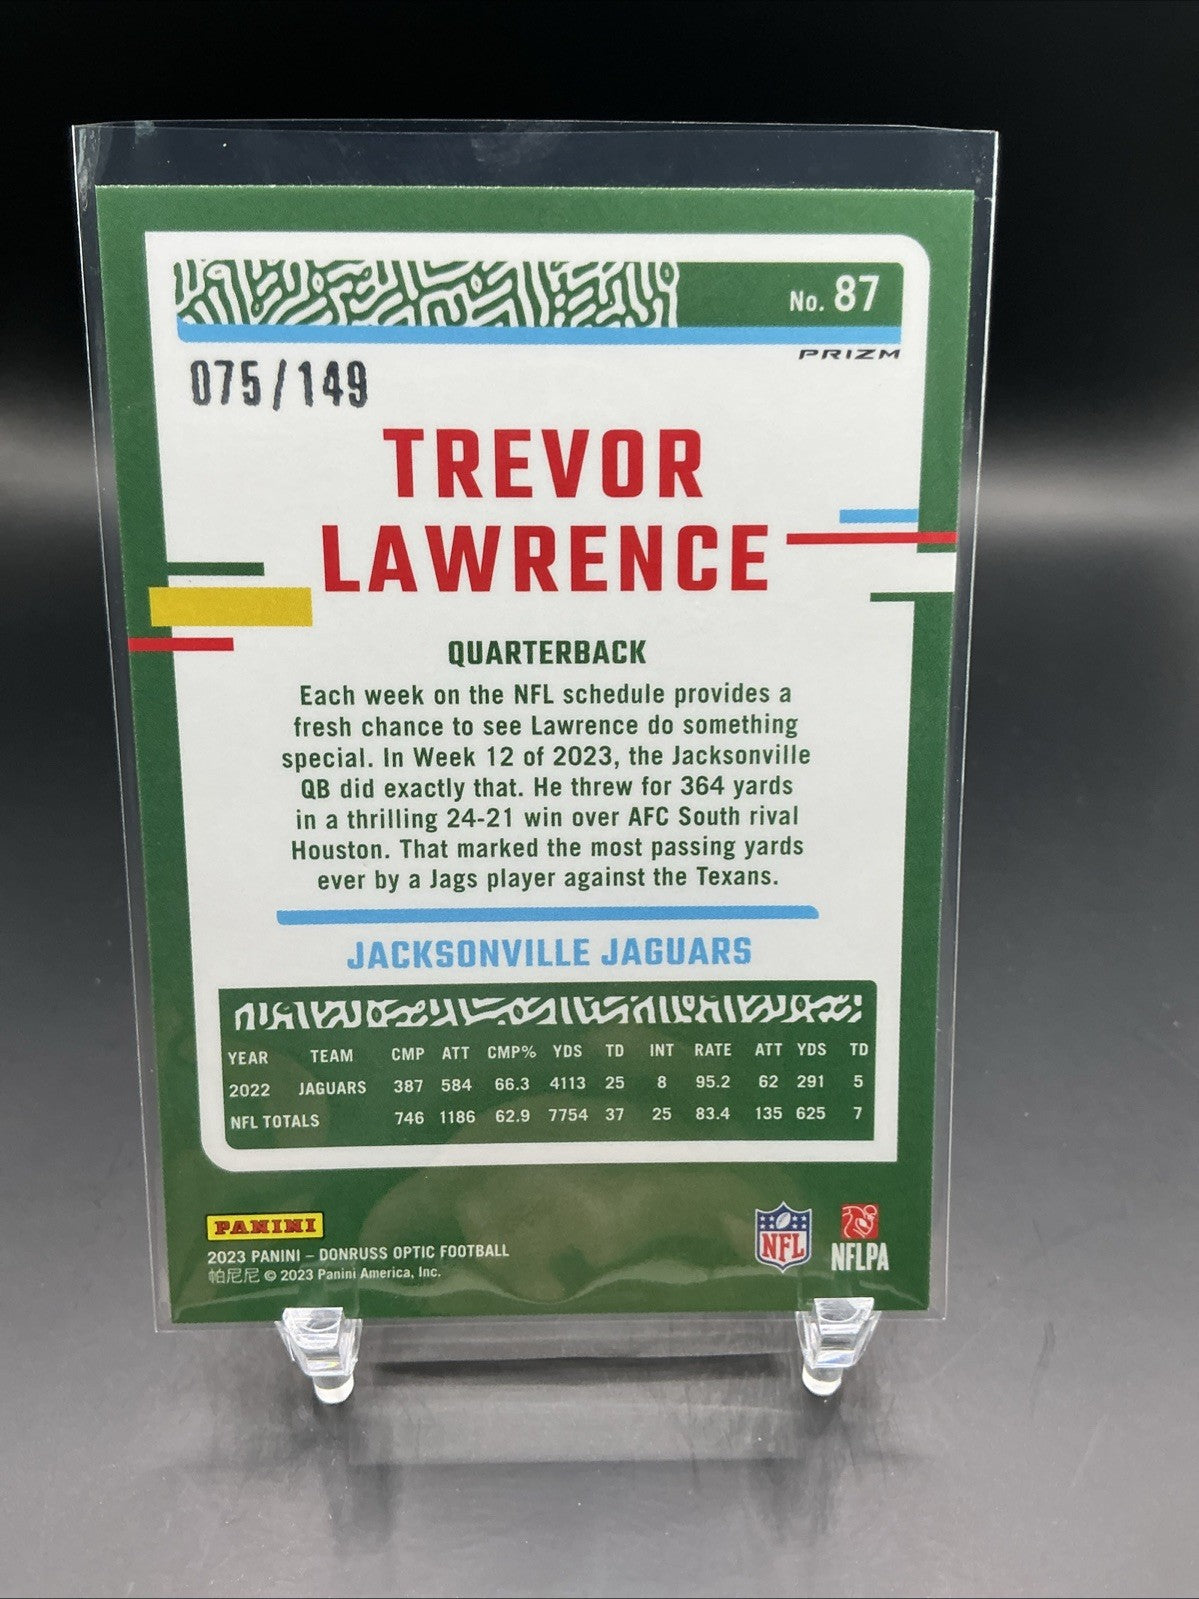 No. 87
PRIZM
075/149
TREVOR
LAWRENCE
QUARTERBACK
Each week on the NFL schedule provides a
fresh chance to see Lawrence do something
special. In Week 12 of 2023, the Jacksonville
QB did exactly that. He threw for 364 yards
in a thrilling 24-21 win over AFC South rival
Houston. That marked the most passing yards
ever by a Jags player against the Texans.
JACKSONVILLE JAGUARS
YEAR TEAM CMP ATT CMP% YDS TD INT RATE ATT YDS TD
2022 JAGUARS 387 584 66.3 4113 25 8 95.2 62 291 5
NFL TOTALS 746 1186 62.9 7754 37 25 83.4 135 625 7
PANINI
2023 PANINI – DONRUSS OPTIC FOOTBALL
帕尼尼 © 2023 Panini America, Inc.
NFL
NFLPA